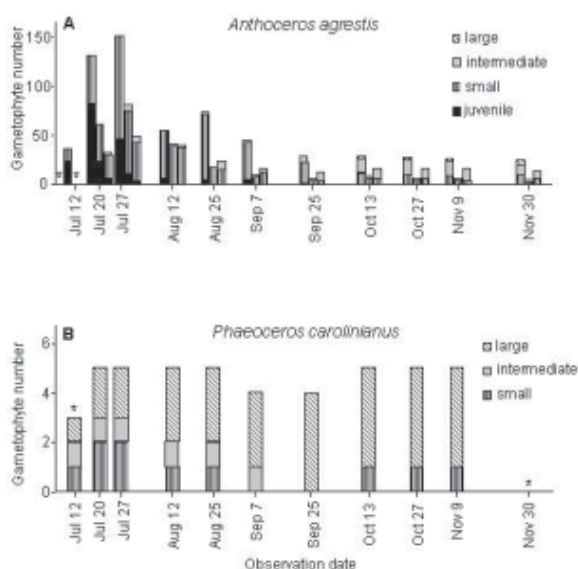 A
Anthoceros agrestis
Gametophyte number
150
100
50
0
large
intermediate
small
juvenile
* *
Jul 12
Jul 20
Jul 27
Aug 12
Aug 25
Sep 7
Sep 25
Oct 13
Oct 27
Nov 9
Nov 30
B
Phaeoceros carolinianus
Gametophyte number
6
4
2
0
large
intermediate
small
*
*
Jul 12
Jul 20
Jul 27
Aug 12
Aug 25
Sep 7
Sep 25
Oct 13
Oct 27
Nov 9
Nov 30
Observation date